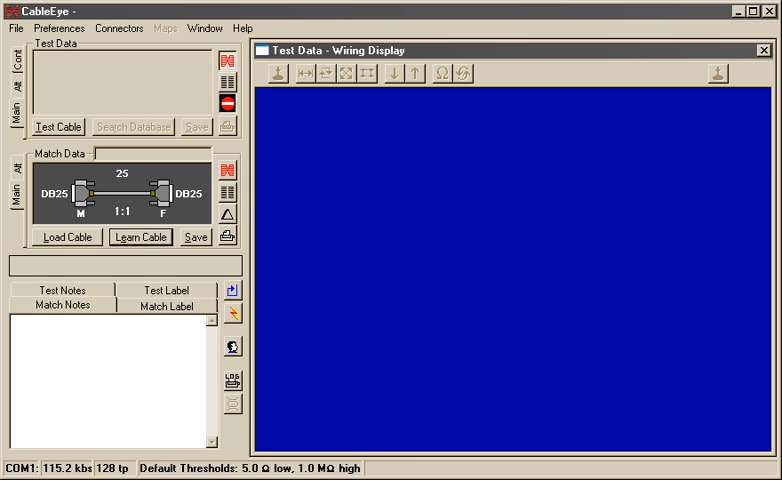 CableEye -
File Preferences Connectors Maps Window Help
Test Data
Cont
Alt
Main
Test Cable Search Database Save
Match Data
Alt
Main
25
DB25 DB25
M 1:1 F
Load Cable Learn Cable Save
Test Notes Test Label
Match Notes Match Label
LOG
Test Data - Wiring Display
Ω
COM1: 115.2 kbs 128 tp Default Thresholds: 5.0 Ω low, 1.0 MΩ high